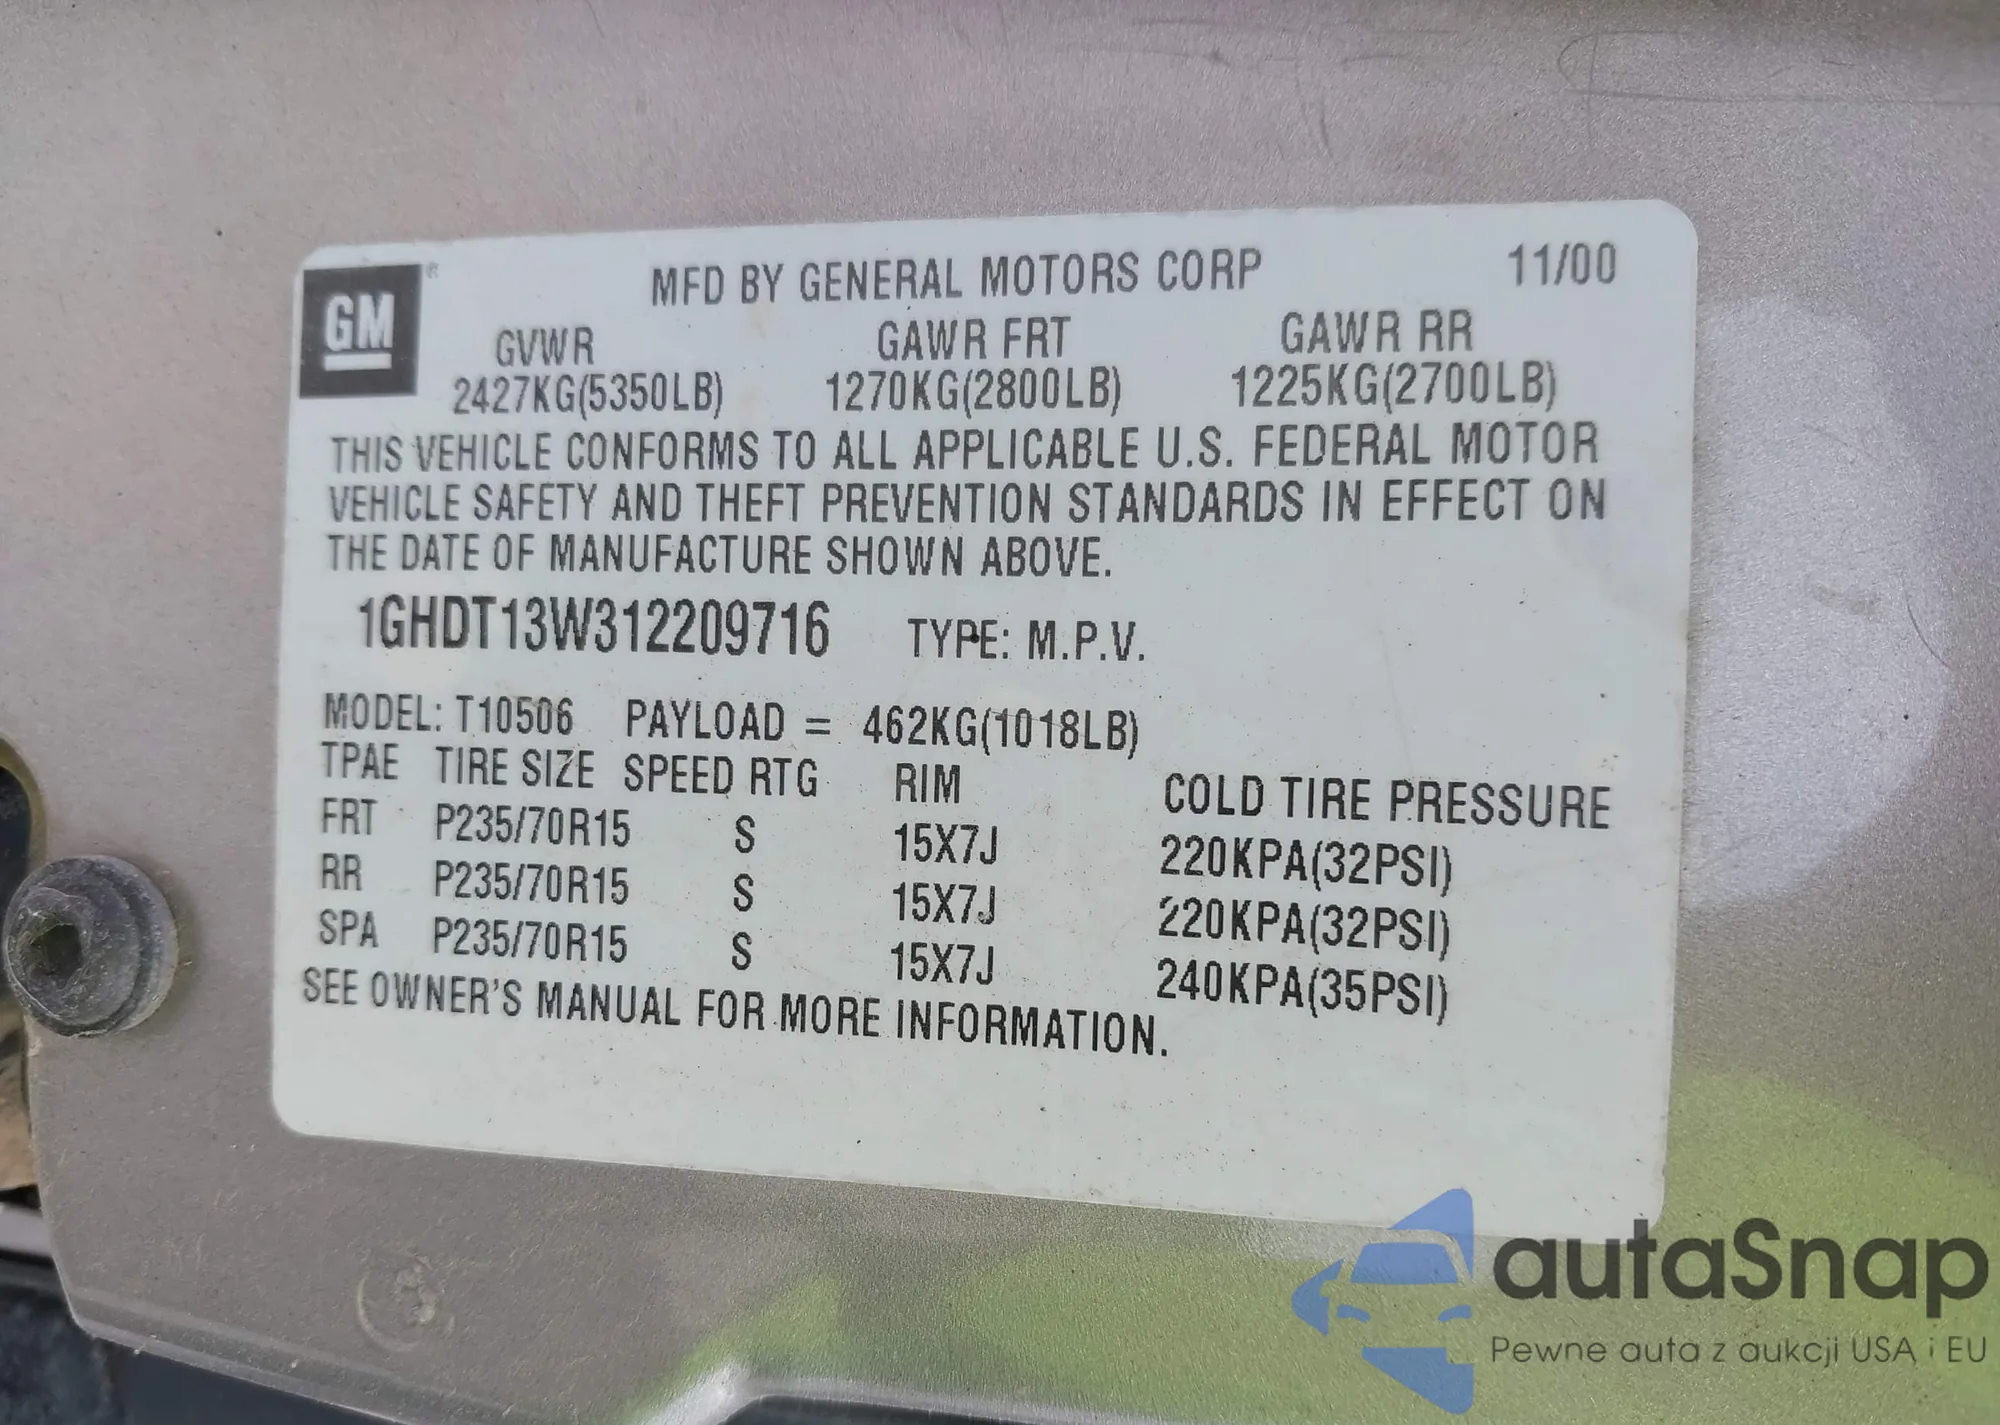 GM®
MFD BY GENERAL MOTORS CORP 11/00
GVWR GAWR FRT GAWR RR
2427KG(5350LB) 1270KG(2800LB) 1225KG(2700LB)
THIS VEHICLE CONFORMS TO ALL APPLICABLE U.S. FEDERAL MOTOR
VEHICLE SAFETY AND THEFT PREVENTION STANDARDS IN EFFECT ON
THE DATE OF MANUFACTURE SHOWN ABOVE.
1GHDT13W312209716 TYPE: M.P.V.
MODEL: T10506 PAYLOAD = 462KG(1018LB)
TPAE TIRE SIZE SPEED RTG RIM COLD TIRE PRESSURE
FRT P235/70R15 S 15X7J 220KPA(32PSI)
RR P235/70R15 S 15X7J 220KPA(32PSI)
SPA P235/70R15 S 15X7J 240KPA(35PSI)
SEE OWNER'S MANUAL FOR MORE INFORMATION.
autaSnap
Pewne auta z aukcji USA i EU